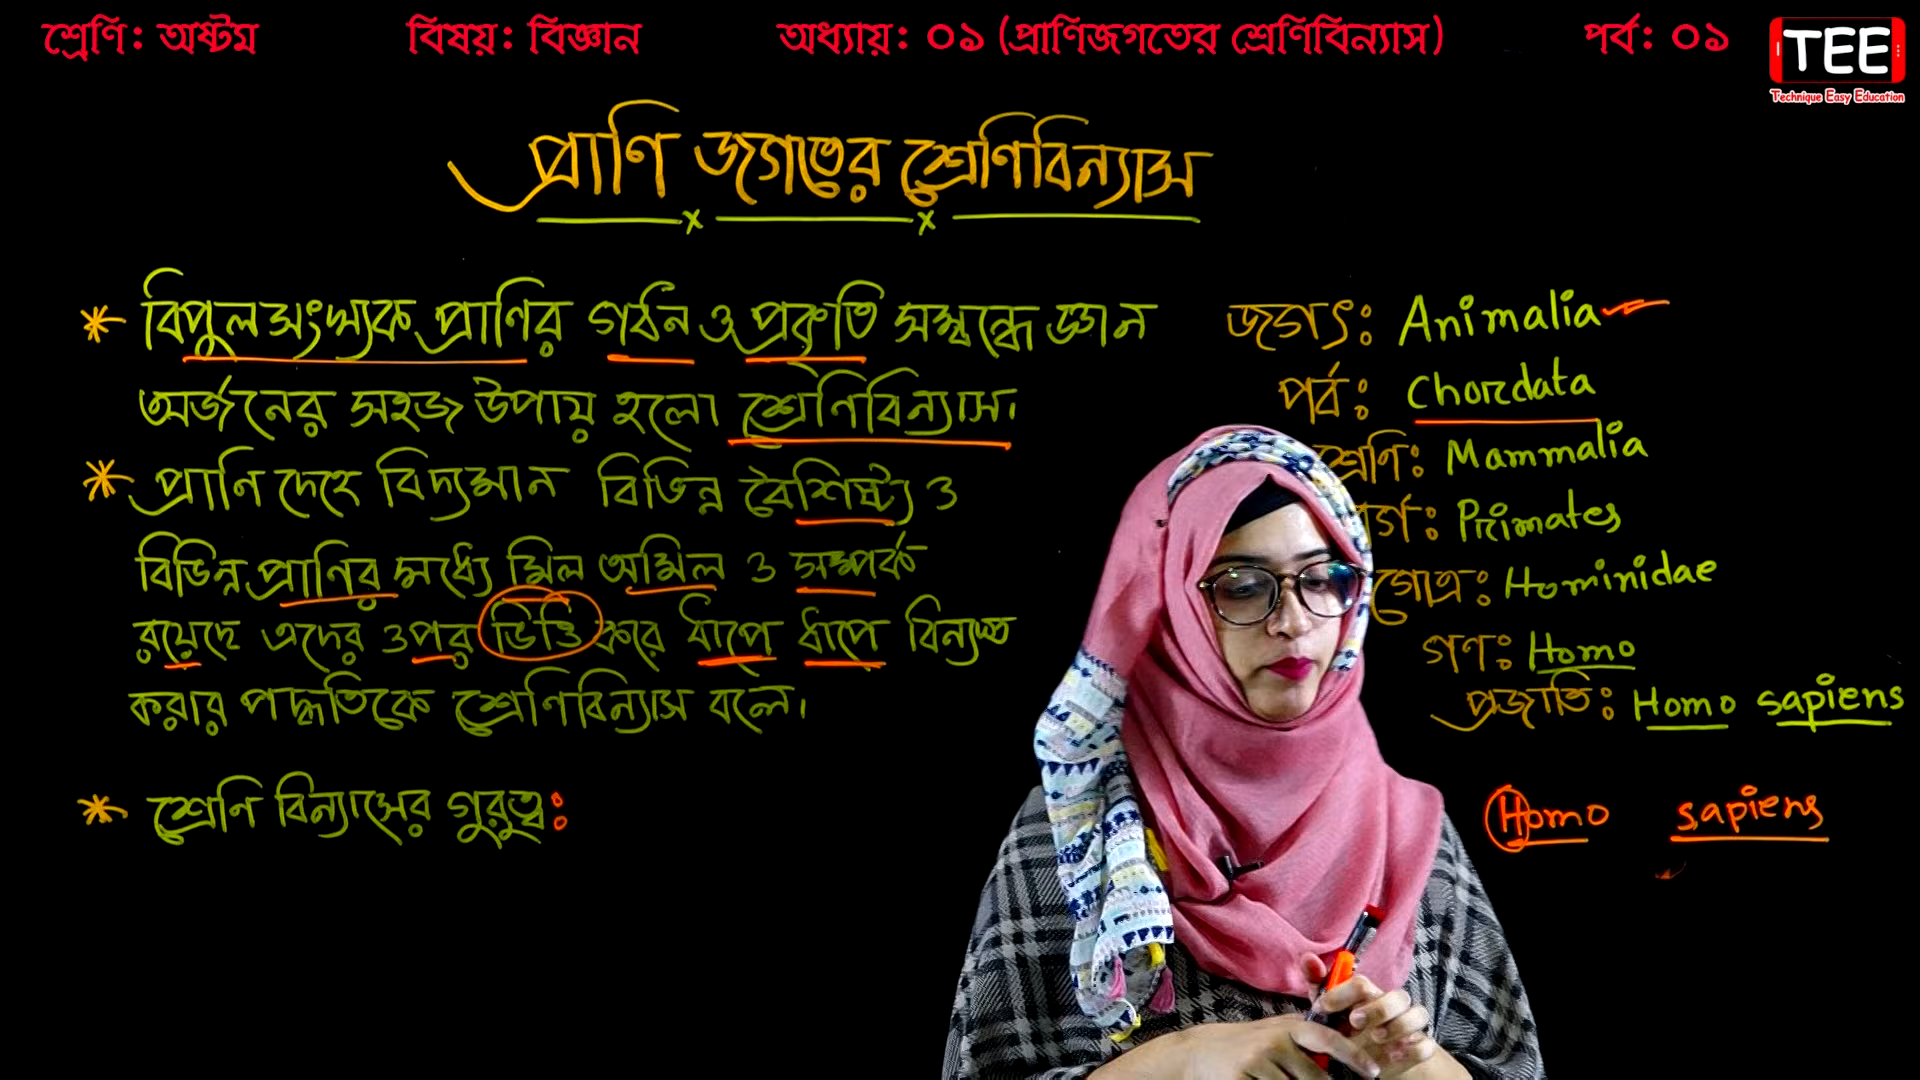 শ্রেণি: অষ্টম বিষয়: বিজ্ঞান অধ্যায়: ০১ (প্রাণিজগতের শ্রেণিবিন্যাস) পর্ব: ০১
TEE
Technique Easy Education
প্রাণি জগতের শ্রেণিবিন্যাস
* বিপুল সংখ্যক প্রাণির গঠন ও প্রকৃতি সম্বন্ধে জ্ঞান
অর্জনের সহজ উপায় হলো শ্রেণিবিন্যাস।
* প্রাণি দেহে বিদ্যমান বিভিন্ন বৈশিষ্ট্য ও
বিভিন্ন প্রাণির মধ্যে মিল অমিল ও সম্পর্ক
রয়েছে এদের ওপর ভিত্তি করে ধাপে ধাপে বিন্যস্ত
করার পদ্ধতিকে শ্রেণিবিন্যাস বলে।
* শ্রেণি বিন্যাসের গুরুত্ব:
জগৎ: Animalia
পর্ব: Chordata
শ্রেণি: Mammalia
র্গ: Primates
গোত্র: Hominidae
গণ: Homo
প্রজাতি: Homo sapiens
Homo sapiens